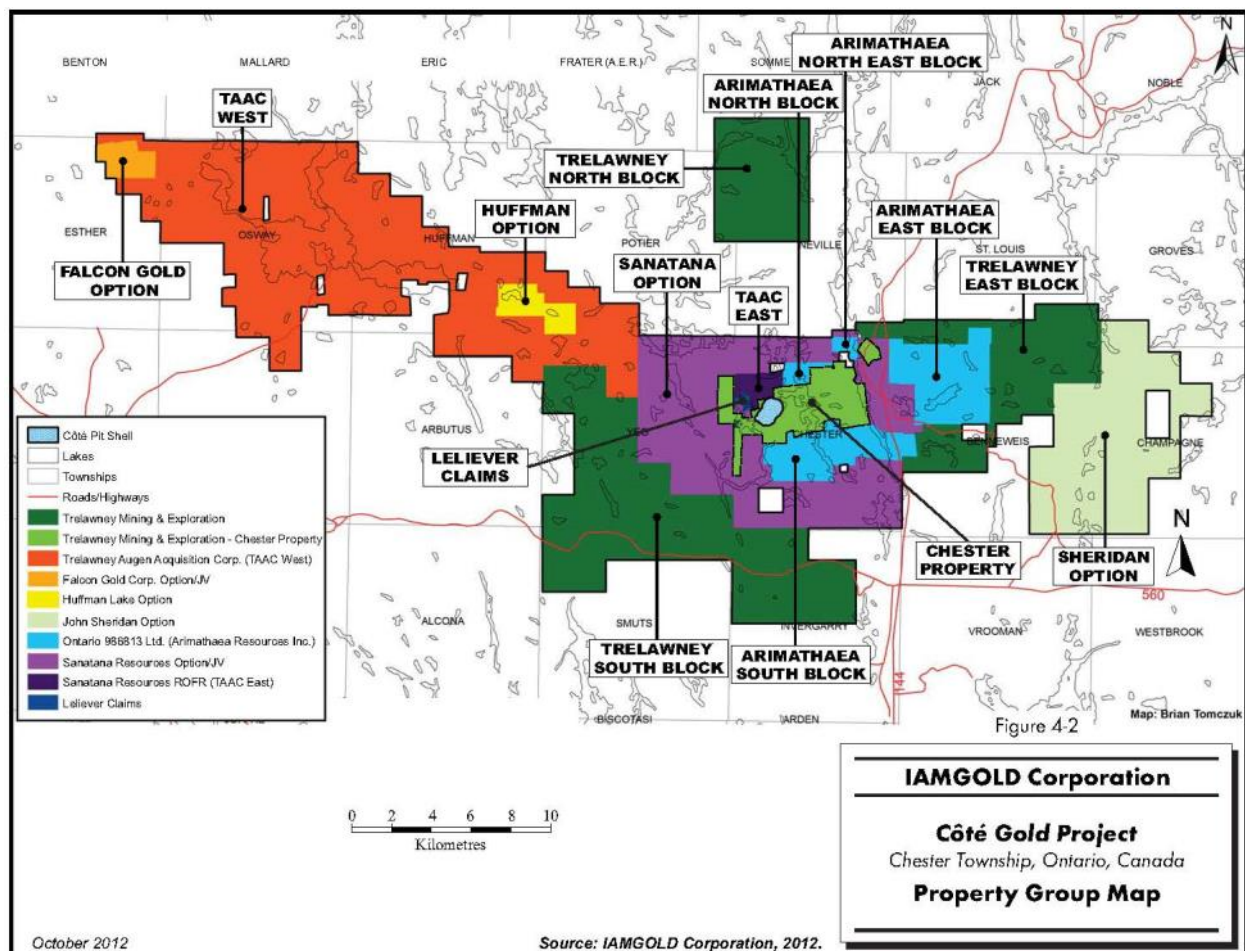 N
ARIMATHAEA
NORTH EAST BLOCK
BENTON
MALLARD
ERIC
FRATER (A.E.R.)
SOMME
JACK
NOBLE
ARIMATHAEA
NORTH BLOCK
TAAC
WEST
TRELAWNEY
NORTH BLOCK
HUFFMAN
OPTION
ARIMATHAEA
EAST BLOCK
ESTHER
OSWAY
HUFFMAN
POTIER
NEVILLE
ST. LOUIS
GROVES
FALCON GOLD
OPTION
SANATANA
OPTION
TAAC
EAST
TRELAWNEY
EAST BLOCK
ARBUTUS
YEO
CHESTER
BENNEWEIS
CHAMPAGNE
LELIEVER
CLAIMS
CHESTER
PROPERTY
SHERIDAN
OPTION
N
560
144
ALCONA
SMUTS
INVERGARRY
VROOMAN
WESTBROOK
TRELAWNEY
SOUTH BLOCK
ARIMATHAEA
SOUTH BLOCK
BISCOTASI
ARDEN
Côté Pit Shell
Lakes
Townships
Roads/Highways
Trelawney Mining & Exploration
Trelawney Mining & Exploration - Chester Property
Trelawney Augen Acquisition Corp. (TAAC West)
Falcon Gold Corp. Option/JV
Huffman Lake Option
John Sheridan Option
Ontario 986813 Ltd. (Arimathaea Resources Inc.)
Sanatana Resources Option/JV
Sanatana Resources ROFR (TAAC East)
Leliever Claims
Map: Brian Tomczuk
Figure 4-2
IAMGOLD Corporation
Côté Gold Project
Chester Township, Ontario, Canada
Property Group Map
0 2 4 6 8 10
Kilometres
October 2012
Source: IAMGOLD Corporation, 2012.